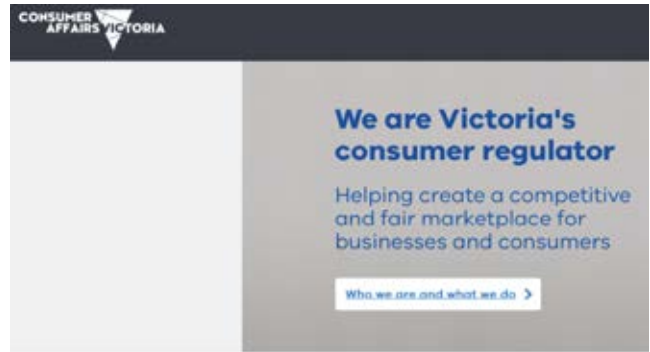 CONSUMER
AFFAIRS VICTORIA
We are Victoria's
consumer regulator
Helping create a competitive
and fair marketplace for
businesses and consumers
Who we are and what we do